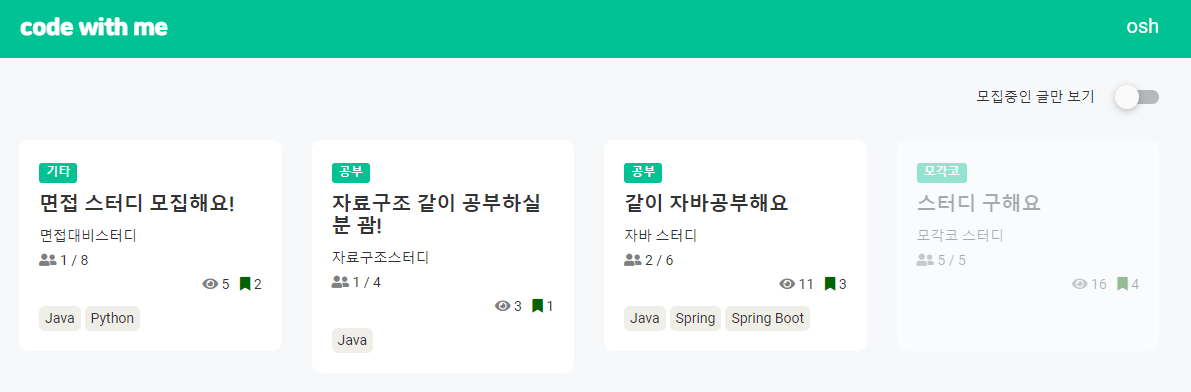 code with me
osh
모집중인 글만 보기
기타
면접 스터디 모집해요!
면접대비스터디
1 / 8
5 2
Java Python
공부
자료구조 같이 공부하실
분 괌!
자료구조스터디
1 / 4
3 1
Java
공부
같이 자바공부해요
자바 스터디
2 / 6
11 3
Java Spring Spring Boot
모각코
스터디 구해요
모각코 스터디
5 / 5
16 4